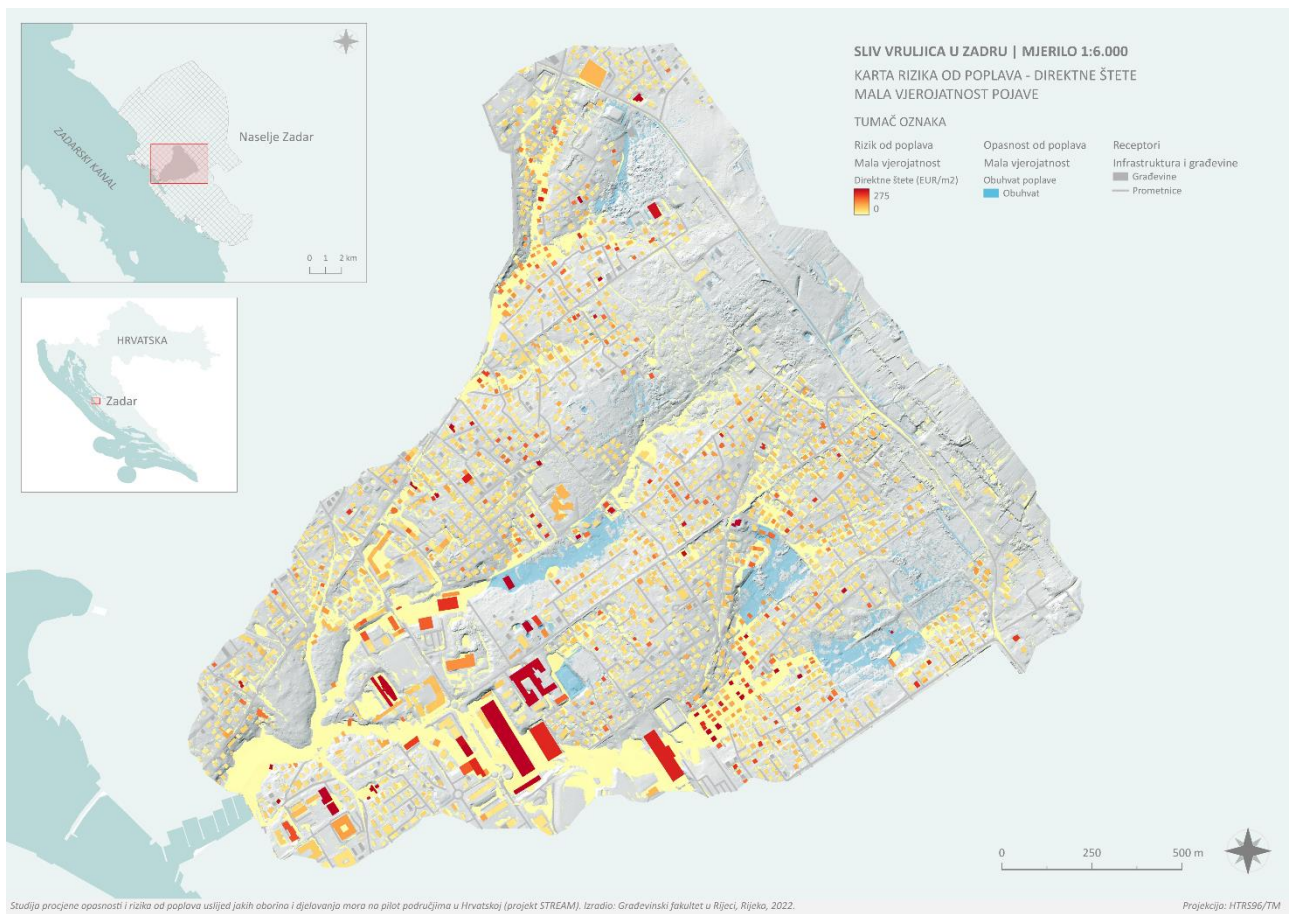 SLIV VRULJICA U ZADRU | MJERILO 1:6.000
KARTA RIZIKA OD POPLAVA - DIREKTNE ŠTETE
MALA VJEROJATNOST POJAVE
TUMAČ OZNAKA
Rizik od poplava
Mala vjerojatnost
Direktne štete (EUR/m2)
275
0
Opasnost od poplava
Mala vjerojatnost
Obuhvat poplave
Obuhvat
Receptori
Infrastruktura i građevine
Građevine
Prometnice
Naselje Zadar
ZADARSKI KANAL
0 1 2 km
HRVATSKA
Zadar
0 250 500 m
Studija procjene opasnosti i rizika od poplava uslijed jakih oborina i djelovanja mora na pilot područjima u Hrvatskoj (projekt STREAM). Izradio: Građevinski fakultet u Rijeci, Rijeka, 2022.
Projekcija: HTRS96/TM